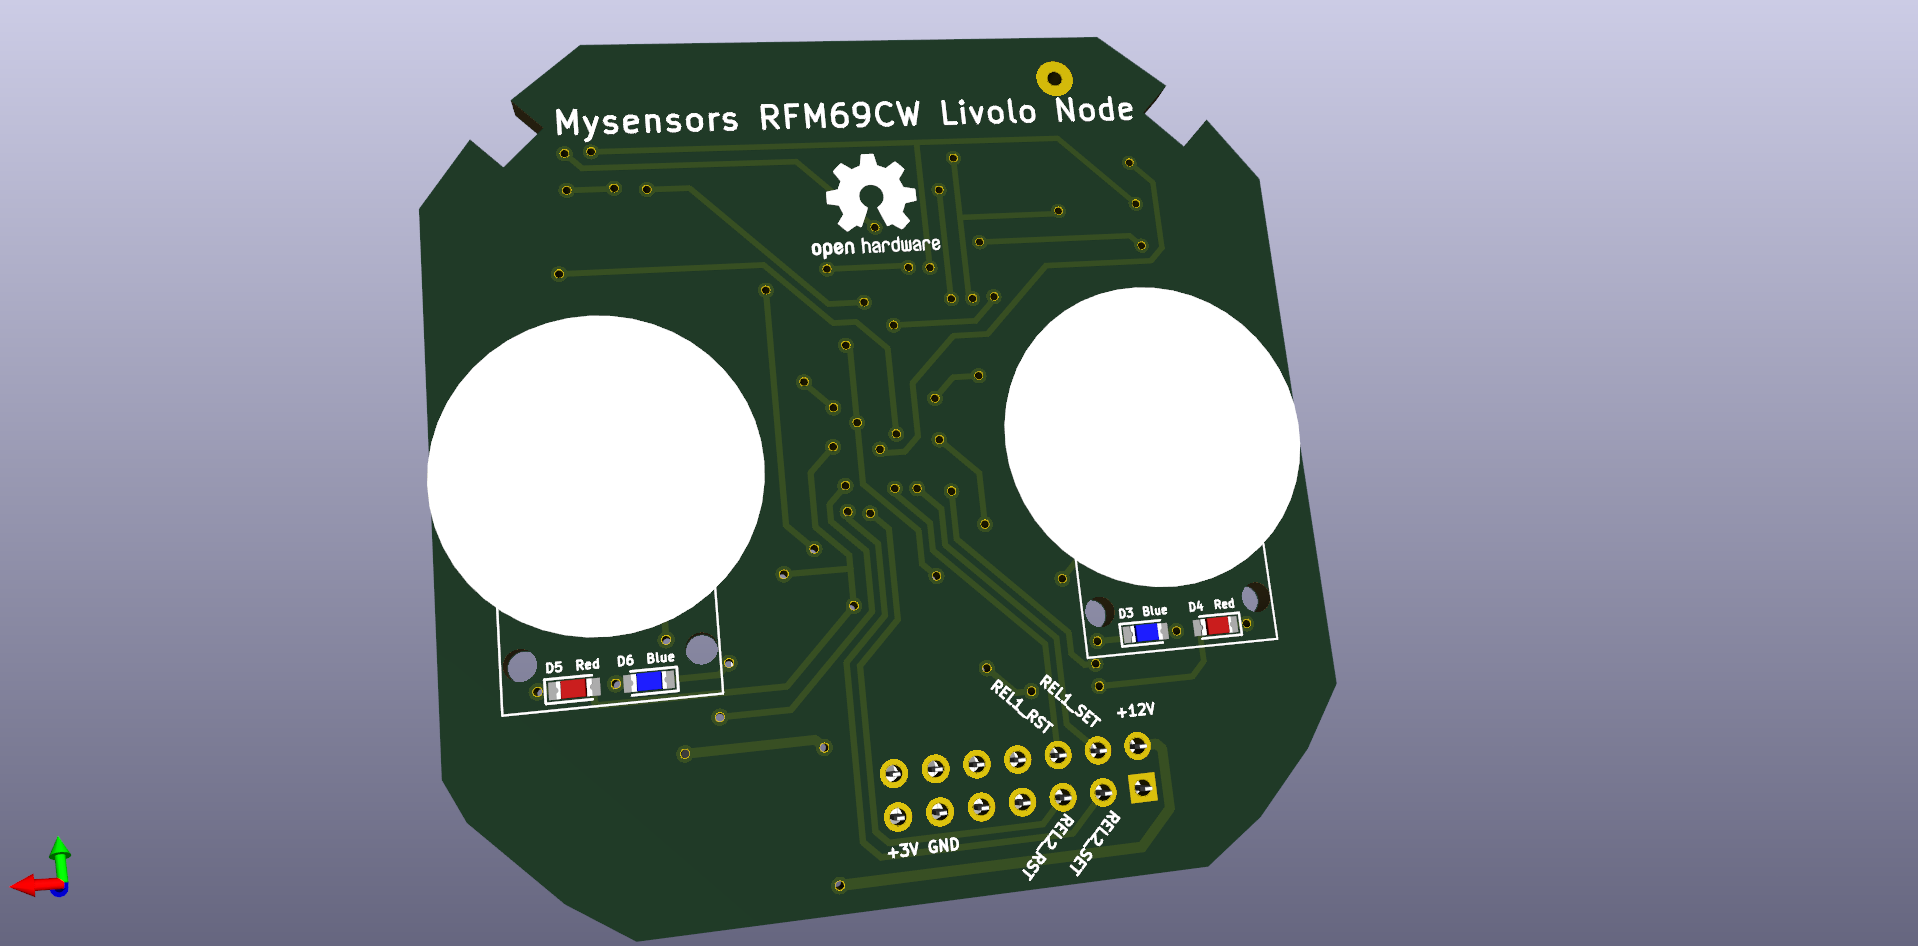 Mysensors RFM69CW Livolo Node
open hardware
D3 Blue D4 Red
D5 Red D6 Blue
REL1_RST
REL1_SET
+12V
+3V GND
REL2_RST
REL2_SET